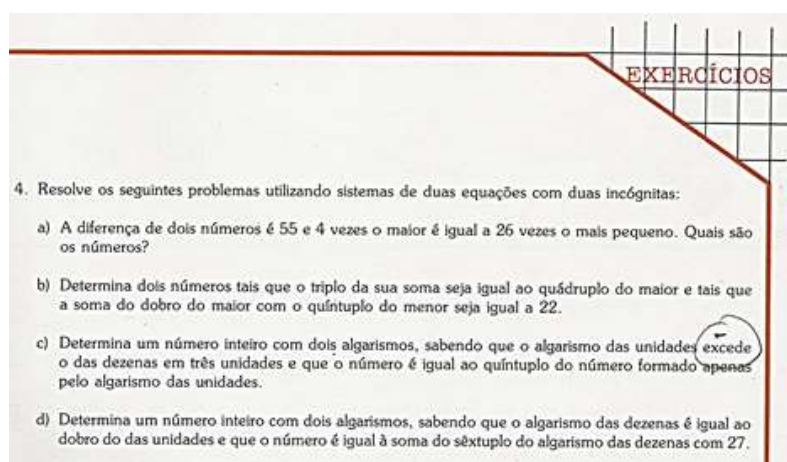 EXERCÍCIOS
4. Resolve os seguintes problemas utilizando sistemas de duas equações com duas incógnitas:
a) A diferença de dois números é 55 e 4 vezes o maior é igual a 26 vezes o mais pequeno. Quais são
os números?
b) Determina dois números tais que o triplo da sua soma seja igual ao quádruplo do maior e tais que
a soma do dobro do maior com o quíntuplo do menor seja igual a 22.
c) Determina um número inteiro com dois algarismos, sabendo que o algarismo das unidades excede
o das dezenas em três unidades e que o número é igual ao quíntuplo do número formado apenas
pelo algarismo das unidades.
d) Determina um número inteiro com dois algarismos, sabendo que o algarismo das dezenas é igual ao
dobro do das unidades e que o número é igual à soma do sêxtuplo do algarismo das dezenas com 27.